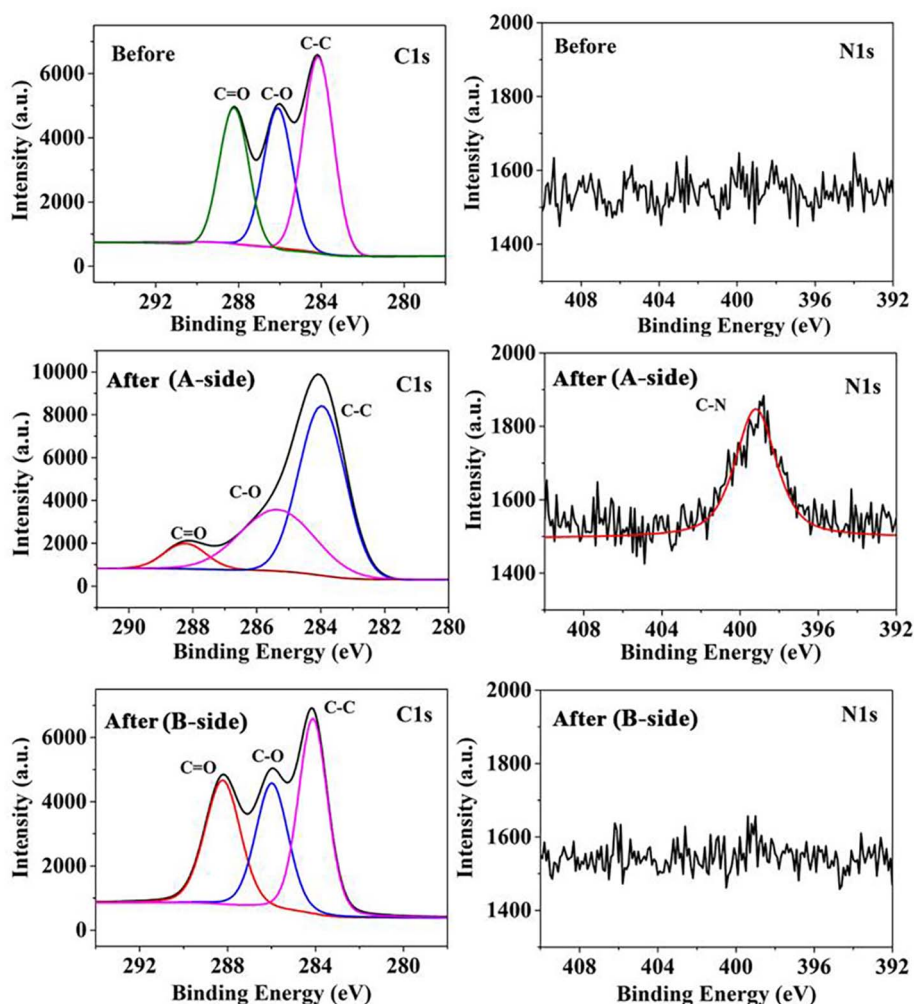 Before
C1s
C=O
C-O
C-C
6000
4000
2000
0
Intensity (a.u.)
292
288
284
280
Binding Energy (eV)
Before
N1s
2000
1800
1600
1400
Intensity (a.u.)
408
404
400
396
392
Binding Energy (eV)
After (A-side)
C1s
C=O
C-O
C-C
10000
8000
6000
4000
2000
0
Intensity (a.u.)
290
288
286
284
282
280
Binding Energy (eV)
After (A-side)
N1s
C-N
2000
1800
1600
1400
Intensity (a.u.)
408
404
400
396
392
Binding Energy (eV)
After (B-side)
C1s
C=O
C-O
C-C
6000
4000
2000
0
Intensity (a.u.)
292
288
284
280
Binding Energy (eV)
After (B-side)
N1s
2000
1800
1600
1400
Intensity (a.u.)
408
404
400
396
392
Binding Energy (eV)